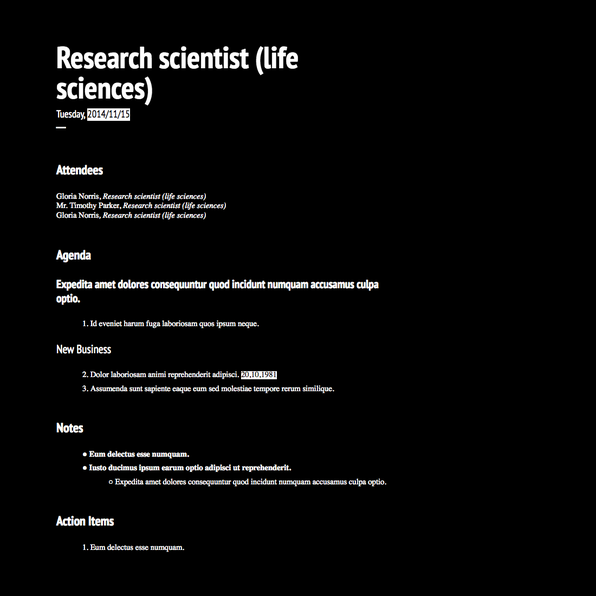 Research scientist (life
sciences)
Tuesday, 2014/11/15
—
Attendees
Gloria Norris, Research scientist (life sciences)
Mr. Timothy Parker, Research scientist (life sciences)
Gloria Norris, Research scientist (life sciences)
Agenda
Expedita amet dolores consequuntur quod incidunt numquam accusamus culpa
optio.
1. Id eveniet harum fuga laboriosam quos ipsum neque.
New Business
2. Dolor laboriosam animi reprehenderit adipisci. 20,10,1981
3. Assumenda sunt sapiente eaque eum sed molestiae tempore rerum similique.
Notes
● Eum delectus esse numquam.
● Iusto ducimus ipsum earum optio adipisci ut reprehenderit.
○ Expedita amet dolores consequuntur quod incidunt numquam accusamus culpa optio.
Action Items
1. Eum delectus esse numquam.